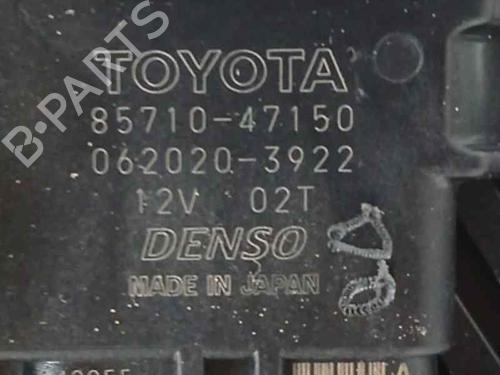 TOYOTA
85710-47150
062020-3922
12V 02T
DENSO
MADE IN JAPAN
B-PARTS
A